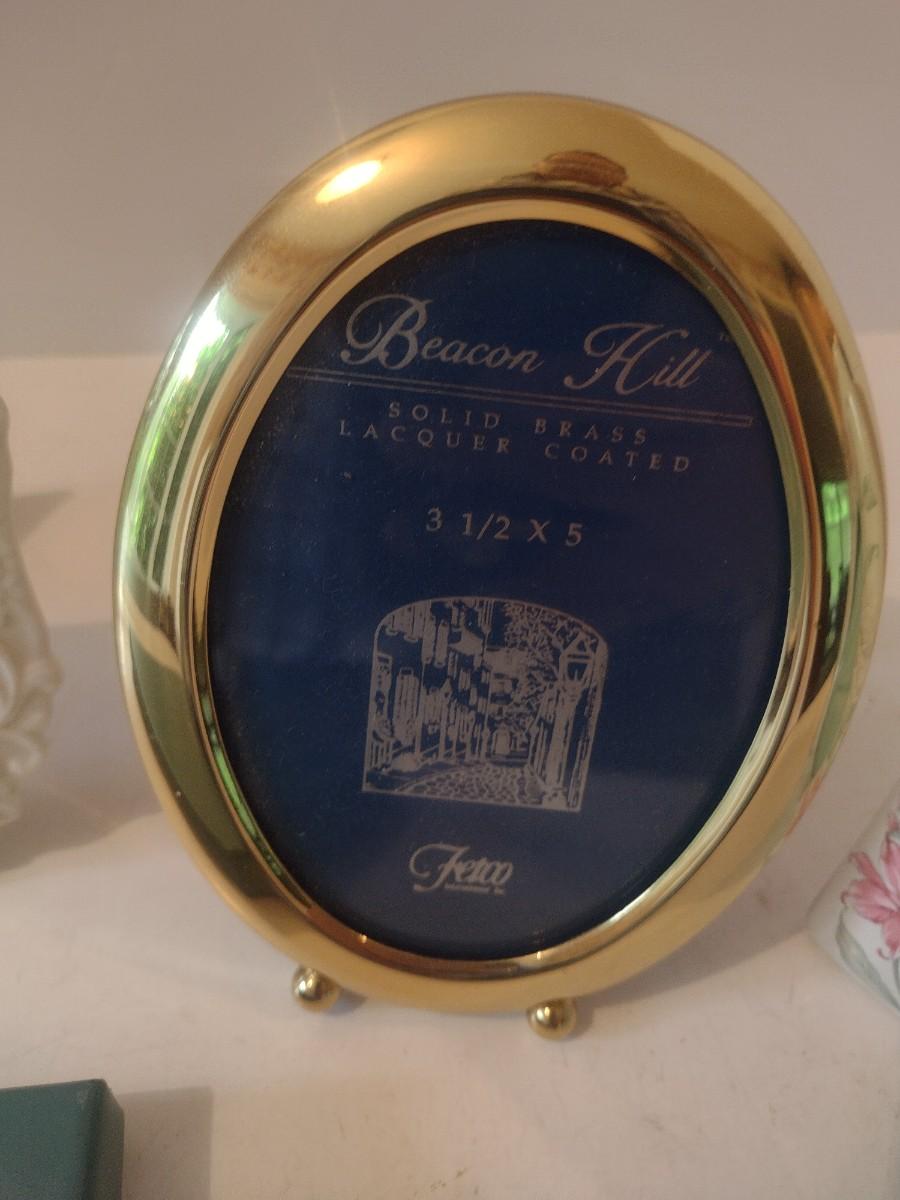 Beacon Hill
SOLID BRASS
LACQUER COATED
3 1/2 X 5
Fetco